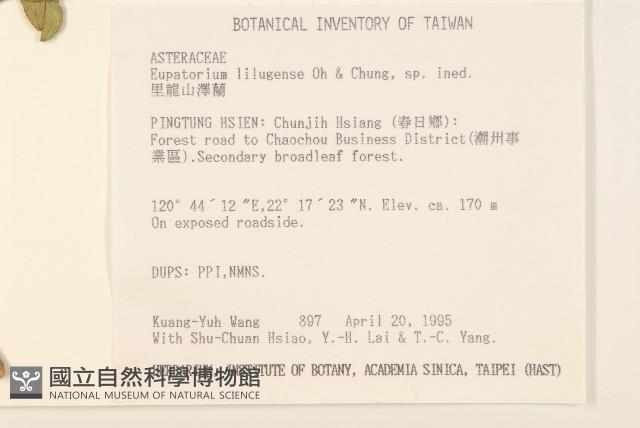 BOTANICAL INVENTORY OF TAIWAN
ASTERACEAE
Eupatorium lilugense Oh & Chung, sp. ined.
里龍山澤蘭
PINGTUNG HSIEN: Chunjih Hsiang (春日鄉):
Forest road to Chaochou Business District(潮州事
業區).Secondary broadleaf forest.
120° 44´12 "E,22° 17´23 "N. Elev. ca. 170 m
On exposed roadside.
DUPS: PPI,NMNS.
Kuang-Yuh Wang 897 April 20, 1995
With Shu-Chuan Hsiao, Y.-H. Lai & T.-C. Yang.
HERBARIUM, INSTITUTE OF BOTANY, ACADEMIA SINICA, TAIPEI (HAST)
國立自然科學博物館
NATIONAL MUSEUM OF NATURAL SCIENCE